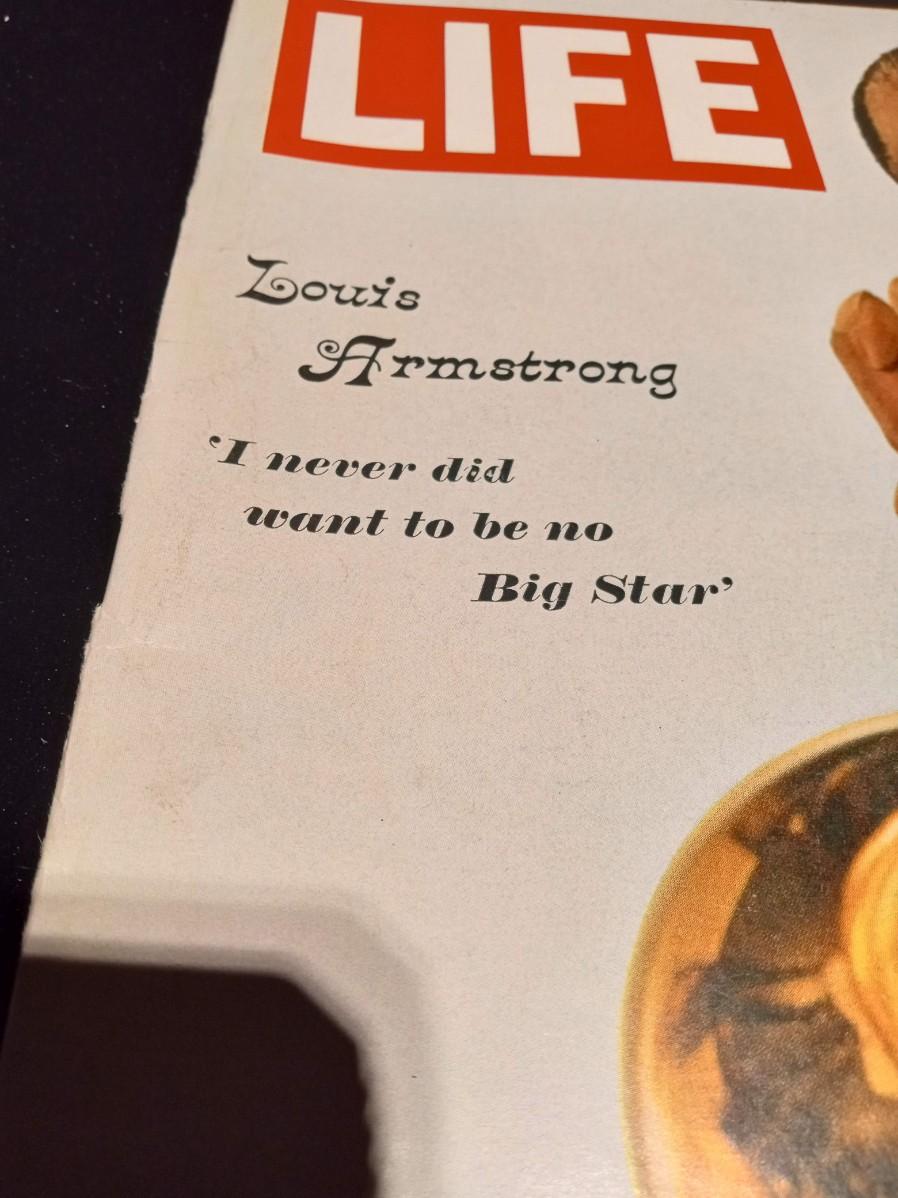 LIFE
Louis
Armstrong
‘I never did
want to be no
Big Star’